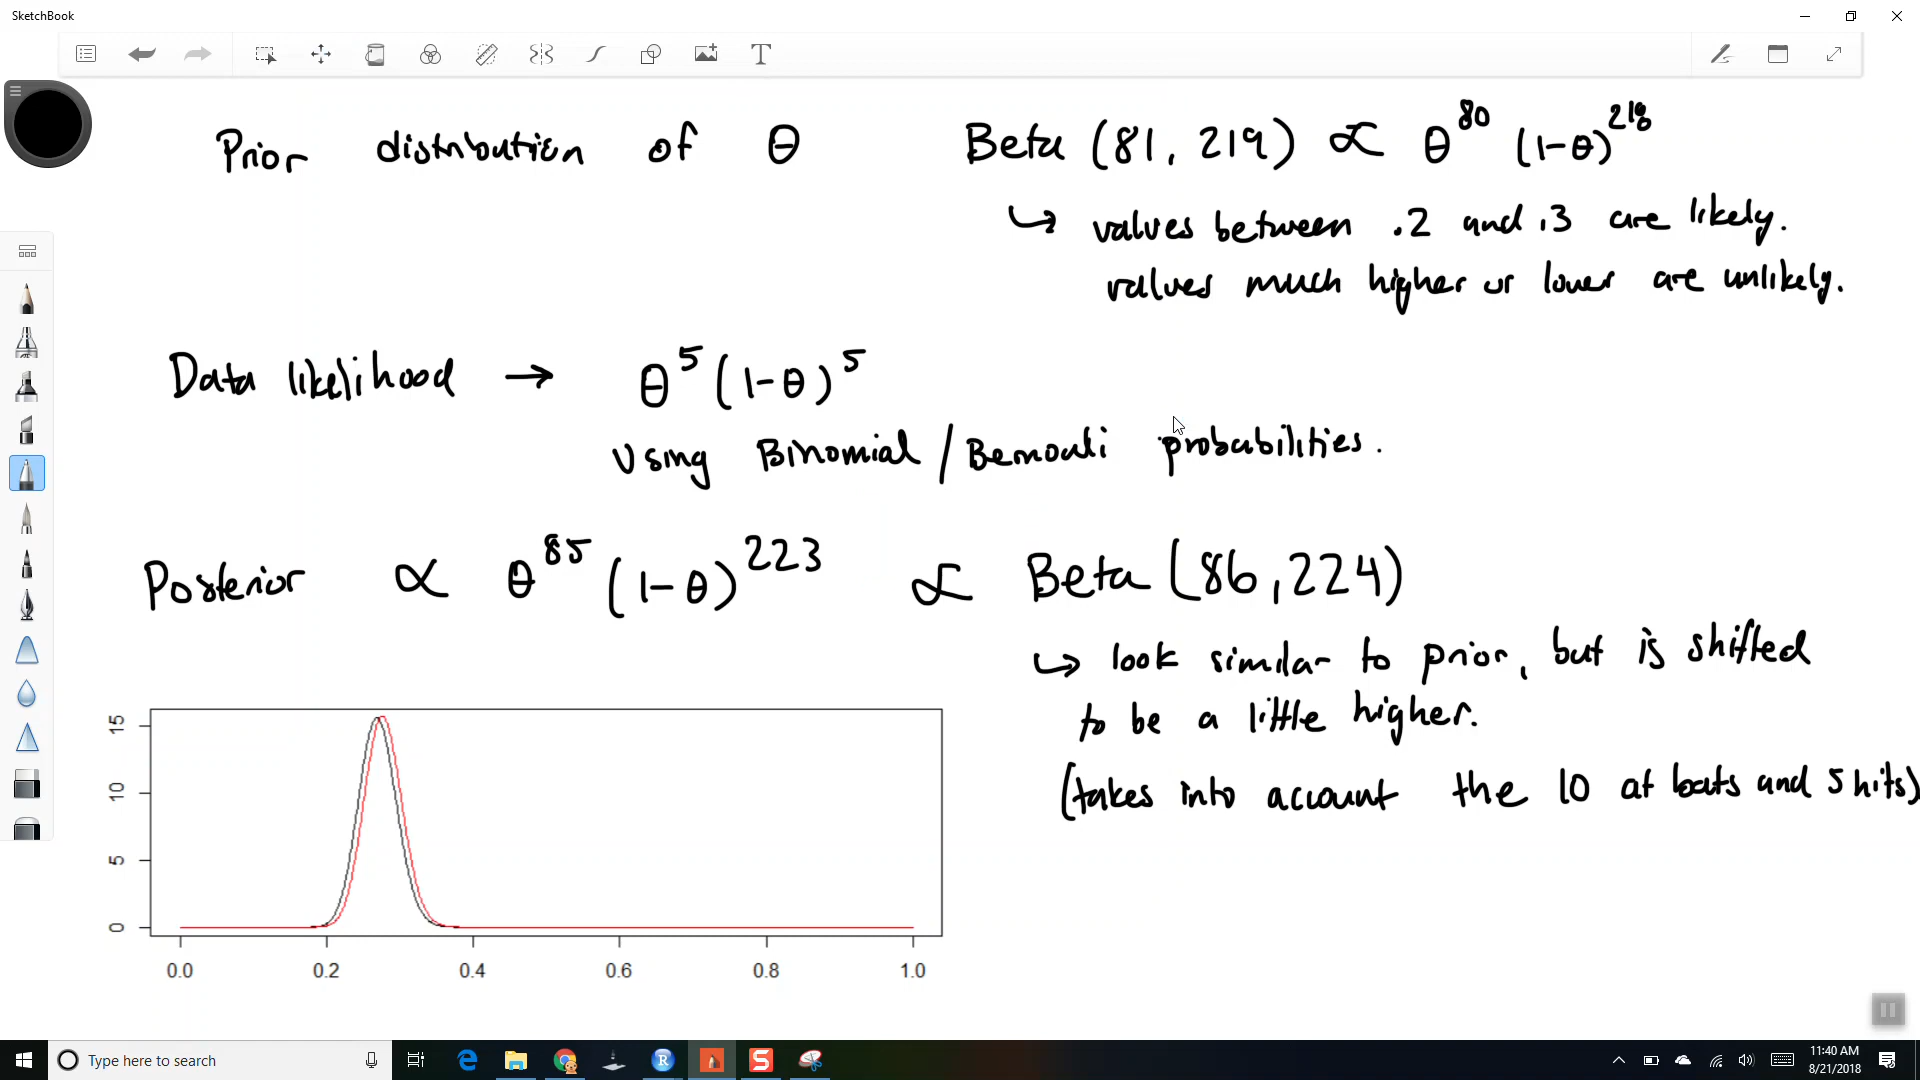 SketchBook
Prior distribution of θ
Beta (81, 219) ∝ θ^80 (1-θ)^218
↪ values between .2 and .3 are likely.
values much higher or lower are unlikely.
Data likelihood → θ^5 (1-θ)^5
Using Binomial / Bernouli probabilities.
Posterior ∝ θ^85 (1-θ)^223 ∝ Beta (86, 224)
↪ look similar to prior, but is shifted
to be a little higher.
(takes into account the 10 at bats and 5 hits)
15
10
5
0
0.0 0.2 0.4 0.6 0.8 1.0
Type here to search
11:40 AM
8/21/2018